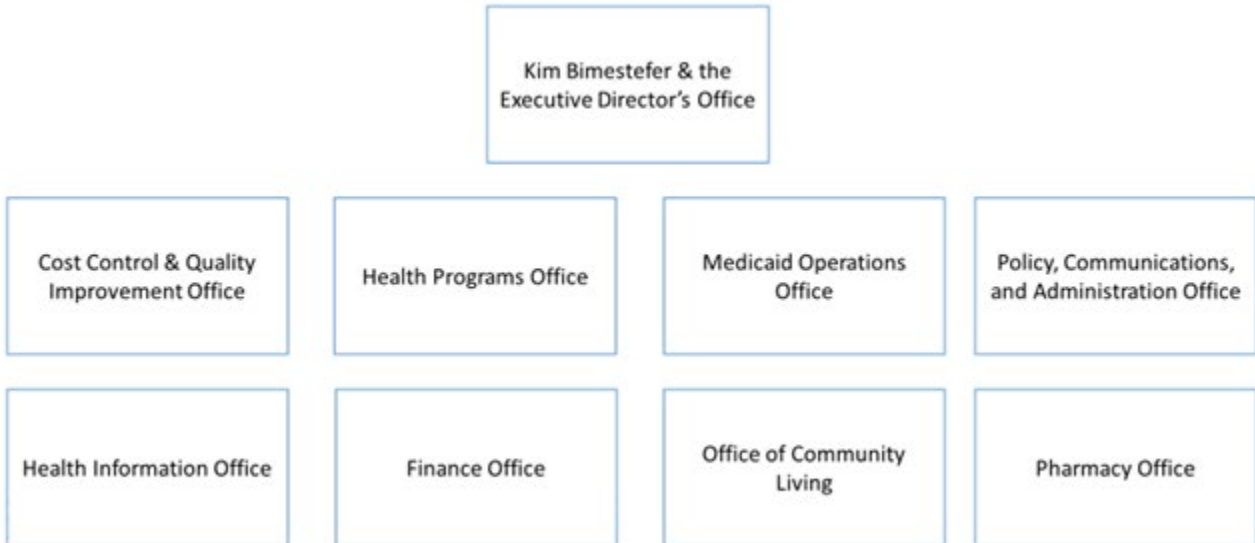 Kim Bimestefer & the
Executive Director’s Office
Cost Control & Quality
Improvement Office
Health Programs Office
Medicaid Operations
Office
Policy, Communications,
and Administration Office
Health Information Office
Finance Office
Office of Community
Living
Pharmacy Office